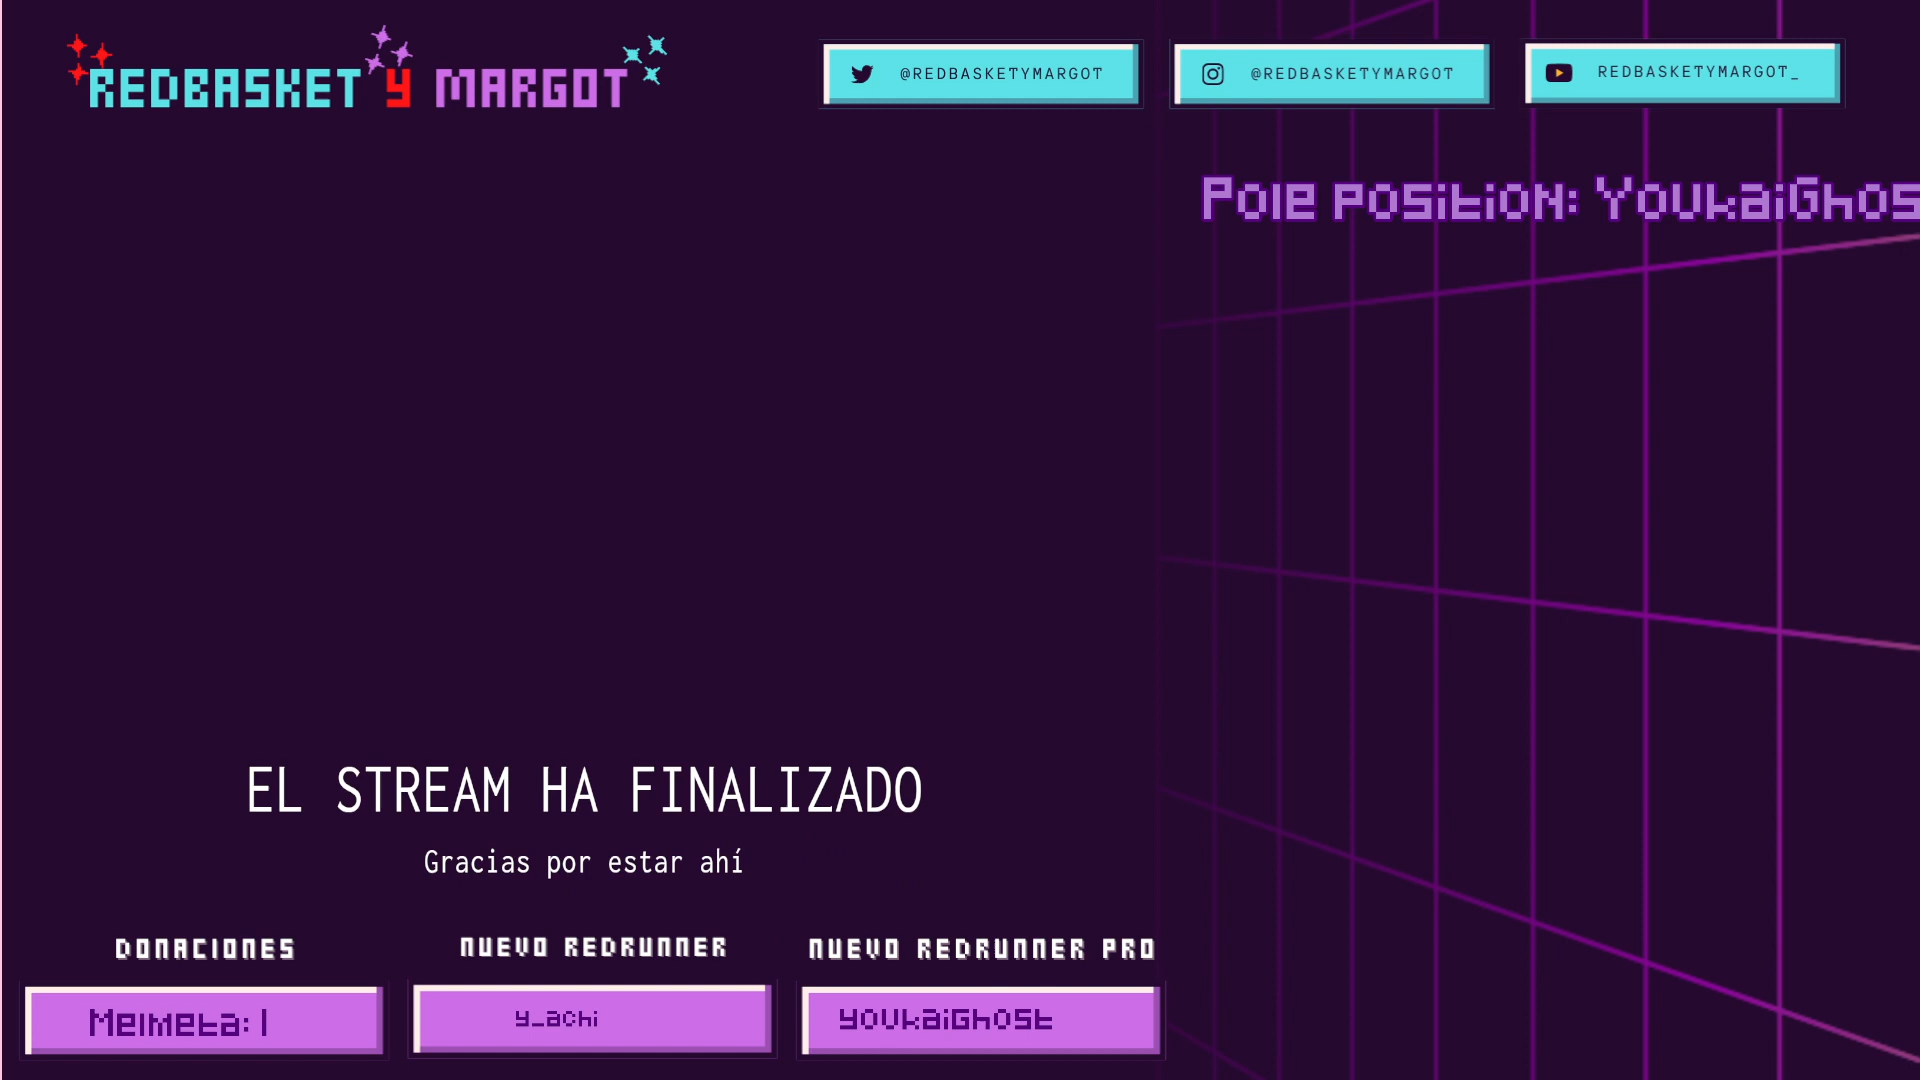 REDBASKET Y MARGOT
@REDBASKETYMARGOT
@REDBASKETYMARGOT
REDBASKETYMARGOT_
Pole position: YoukaiGhos
EL STREAM HA FINALIZADO
Gracias por estar ahí
DONACIONES
NUEVO REDRUNNER
NUEVO REDRUNNER PRO
Melmeta: 1
y_achi
youkaiGhost